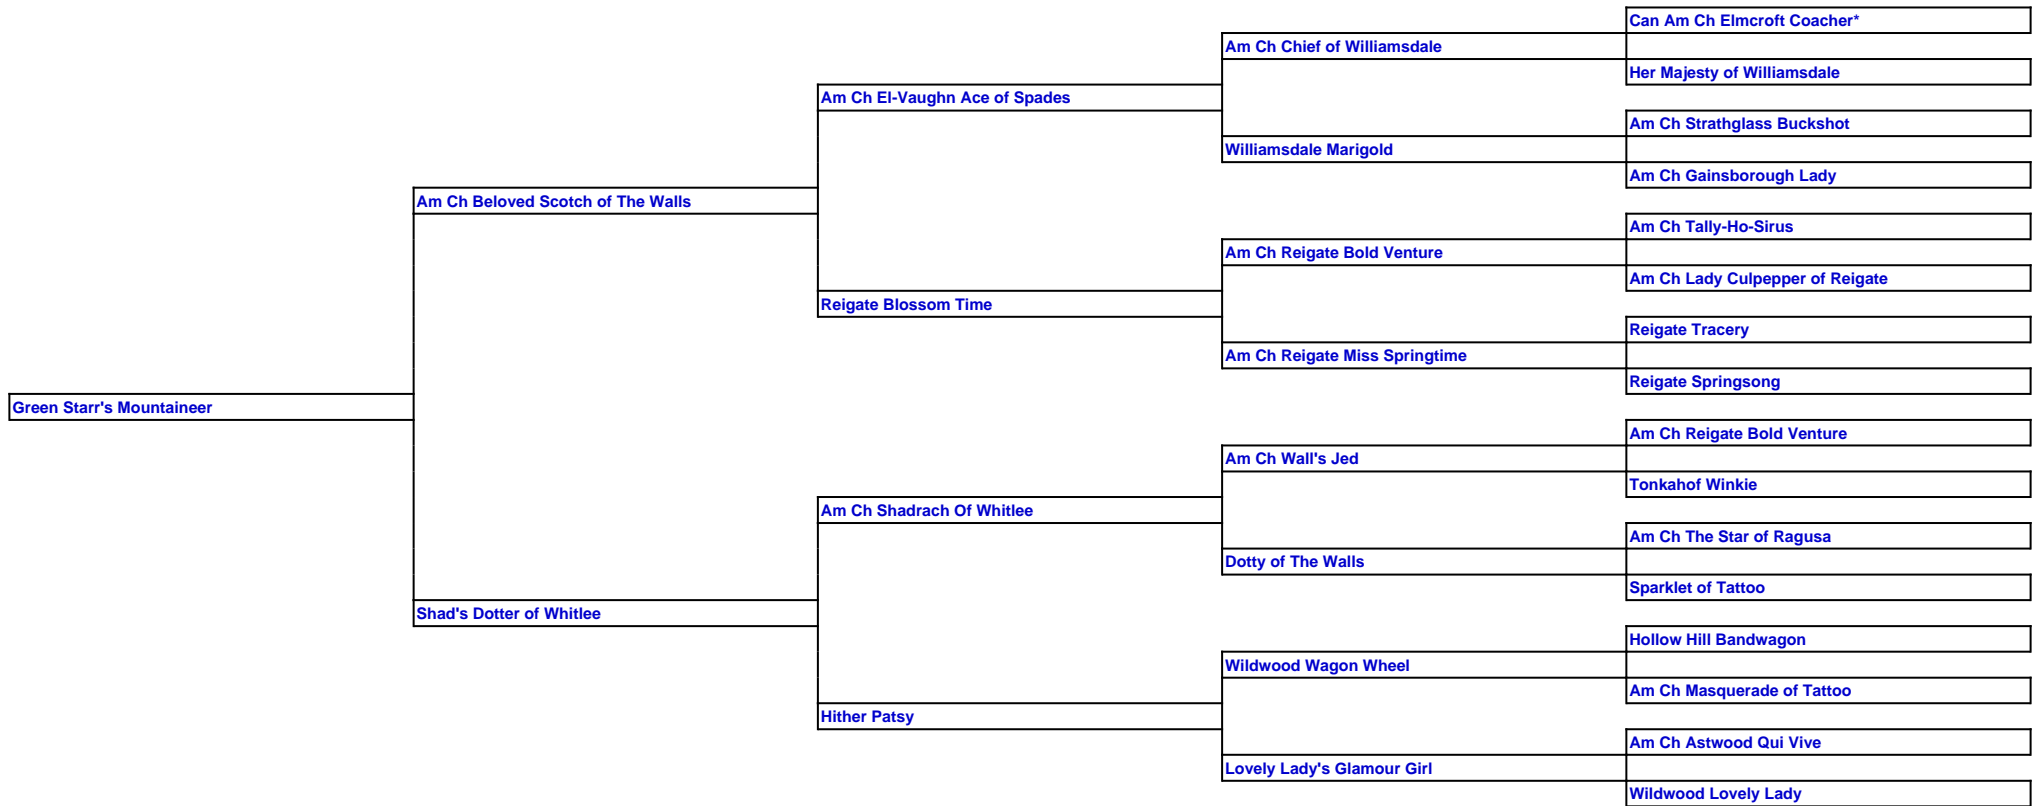 Can Am Ch Elmcroft Coacher*
Am Ch Chief of Williamsdale
Her Majesty of Williamsdale
Am Ch El-Vaughn Ace of Spades
Am Ch Strathglass Buckshot
Williamsdale Marigold
Am Ch Gainsborough Lady
Am Ch Beloved Scotch of The Walls
Am Ch Tally-Ho-Sirus
Am Ch Reigate Bold Venture
Am Ch Lady Culpepper of Reigate
Reigate Blossom Time
Reigate Tracery
Am Ch Reigate Miss Springtime
Reigate Springsong
Green Starr's Mountaineer
Am Ch Reigate Bold Venture
Am Ch Wall's Jed
Tonkahof Winkie
Am Ch Shadrach Of Whitlee
Am Ch The Star of Ragusa
Dotty of The Walls
Sparklet of Tattoo
Shad's Dotter of Whitlee
Hollow Hill Bandwagon
Wildwood Wagon Wheel
Am Ch Masquerade of Tattoo
Hither Patsy
Am Ch Astwood Qui Vive
Lovely Lady's Glamour Girl
Wildwood Lovely Lady